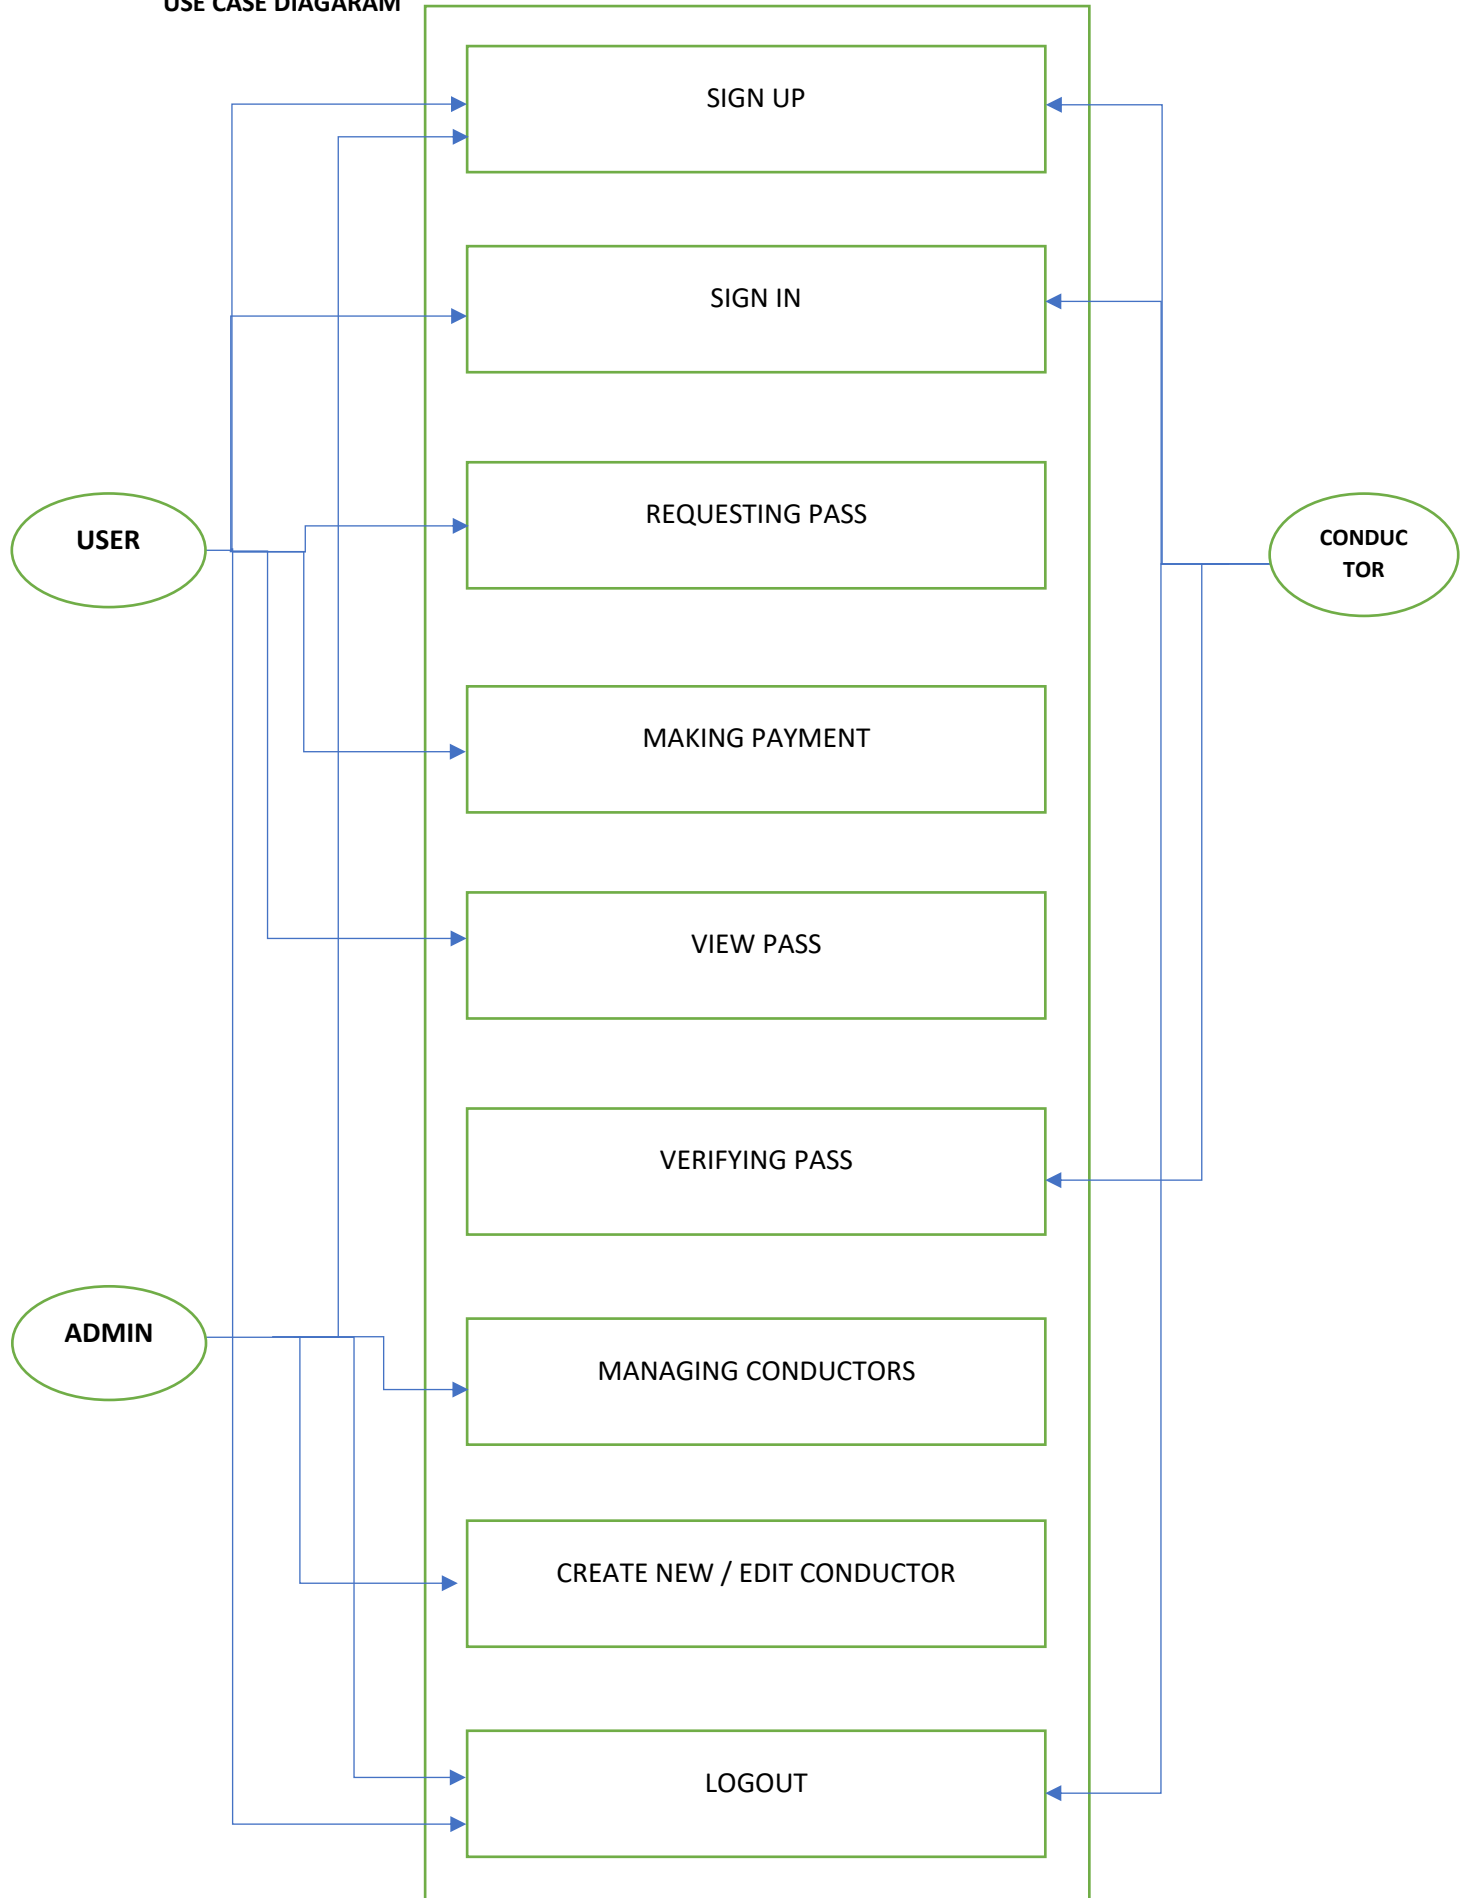 USE CASE DIAGARAM
SIGN UP
SIGN IN
REQUESTING PASS
USER
CONDUC
TOR
MAKING PAYMENT
VIEW PASS
VERIFYING PASS
ADMIN
MANAGING CONDUCTORS
CREATE NEW / EDIT CONDUCTOR
LOGOUT